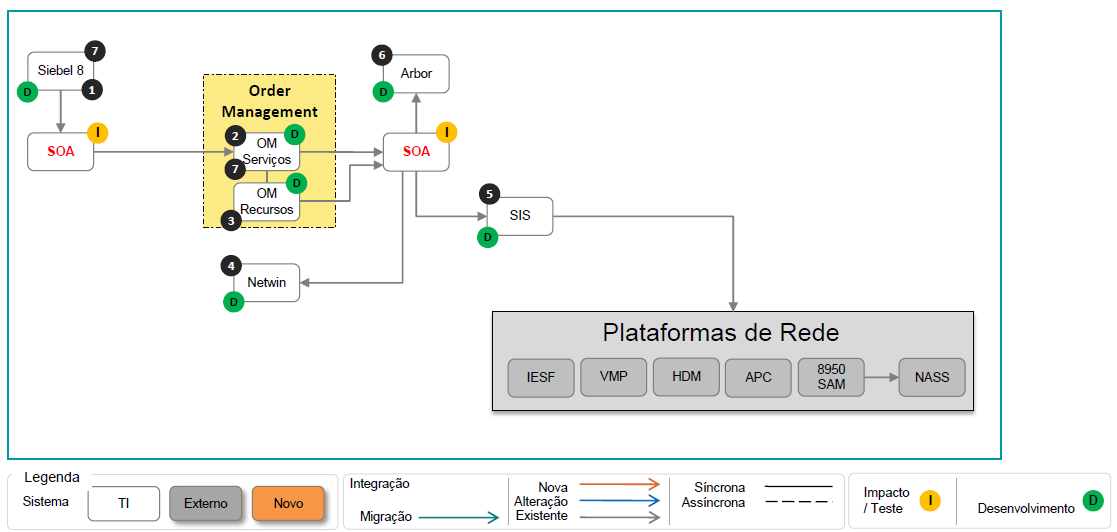 7
Siebel 8
D
1
SOA
I
Order
Management
2
OM
Serviços
D
7
OM
Recursos
D
3
6
Arbor
D
SOA
I
5
SIS
D
4
Netwin
D
Plataformas de Rede
IESF
VMP
HDM
APC
8950
SAM
NASS
Legenda
Sistema
TI
Externo
Novo
Integração
Migração
Nova
Alteração
Existente
Síncrona
Assíncrona
Impacto
/ Teste
I
Desenvolvimento
D